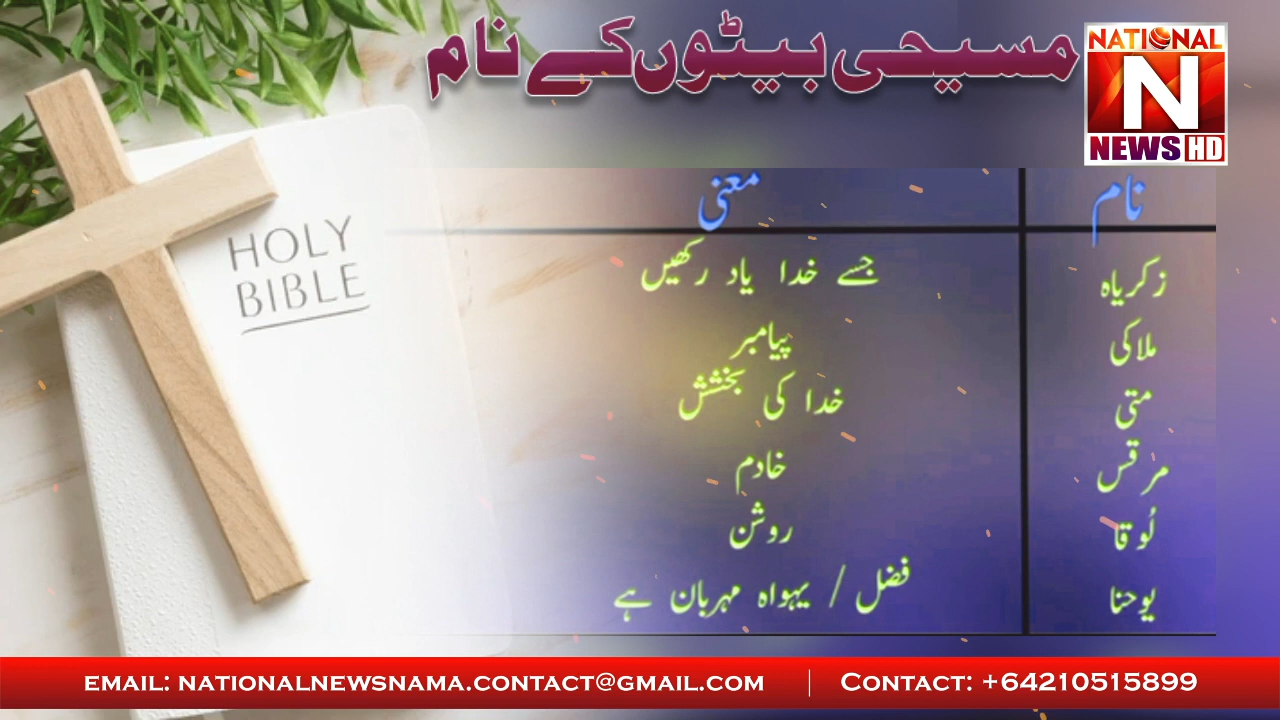 مسیحی بیٹوں کے نام
NATIONAL
N
NEWS HD
HOLY
BIBLE
نام معنی
زکریاہ جسے خدا یاد رکھیں
ملاکی پیامبر
متی خدا کی بخشش
مرقس خادم
لُوقا روشن
یوحنا فضل / یہواہ مہربان ہے
EMAIL: NATIONALNEWSNAMA.CONTACT@GMAIL.COM | CONTACT: +64210515899